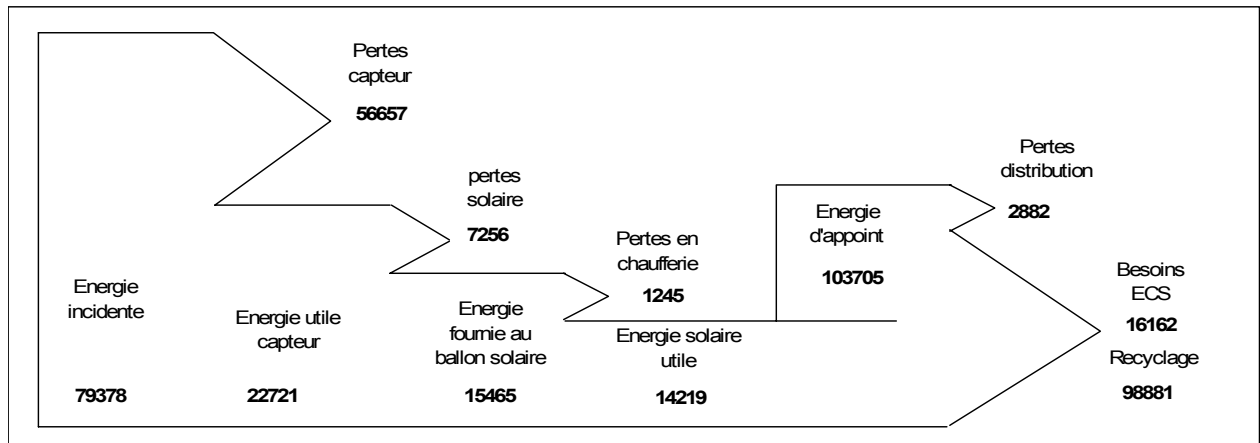 Pertes
capteur
56657
pertes
solaire
7256
Pertes en
chaufferie
1245
Energie
d'appoint
103705
Pertes
distribution
2882
Energie
incidente
79378
Energie utile
capteur
22721
Energie
fournie au
ballon solaire
15465
Energie solaire
utile
14219
Besoins
ECS
16162
Recyclage
98881